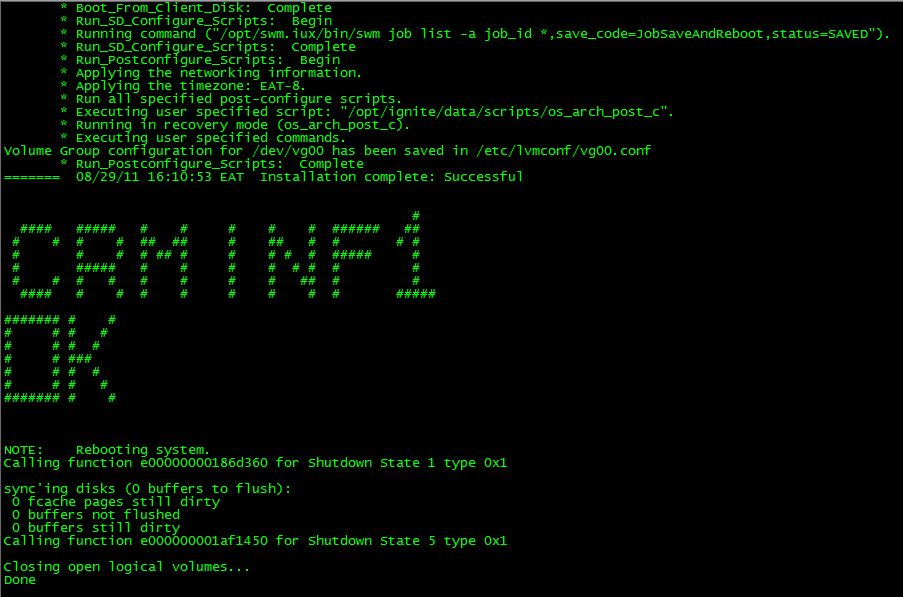 * Boot_From_Client_Disk:  Complete
* Run_SD_Configure_Scripts:  Begin
* Running command ("/opt/swm.iux/bin/swm job list -a job_id *,save_code=JobSaveAndReboot,status=SAVED").
* Run_SD_Configure_Scripts:  Complete
* Run_Postconfigure_Scripts:  Begin
* Applying the networking information.
* Applying the timezone: EAT-8.
* Run all specified post-configure scripts.
* Executing user specified script: "/opt/ignite/data/scripts/os_arch_post_c".
* Running in recovery mode (os_arch_post_c).
* Executing user specified commands.
Volume Group configuration for /dev/vg00 has been saved in /etc/lvmconf/vg00.conf
* Run_Postconfigure_Scripts:  Complete
=======  08/29/11 16:10:53 EAT  Installation complete: Successful
CRMINF1
OK
NOTE:    Rebooting system.
Calling function e00000000186d360 for Shutdown State 1 type 0x1
sync'ing disks (0 buffers to flush):
0 fcache pages still dirty
0 buffers not flushed
0 buffers still dirty
Calling function e000000001af1450 for Shutdown State 5 type 0x1
Closing open logical volumes...
Done